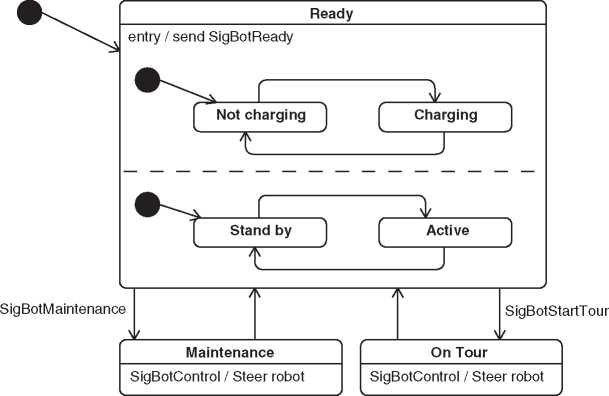 Ready
entry / send SigBotReady
Not charging
Charging
Stand by
Active
SigBotMaintenance
SigBotStartTour
Maintenance
On Tour
SigBotControl / Steer robot
SigBotControl / Steer robot